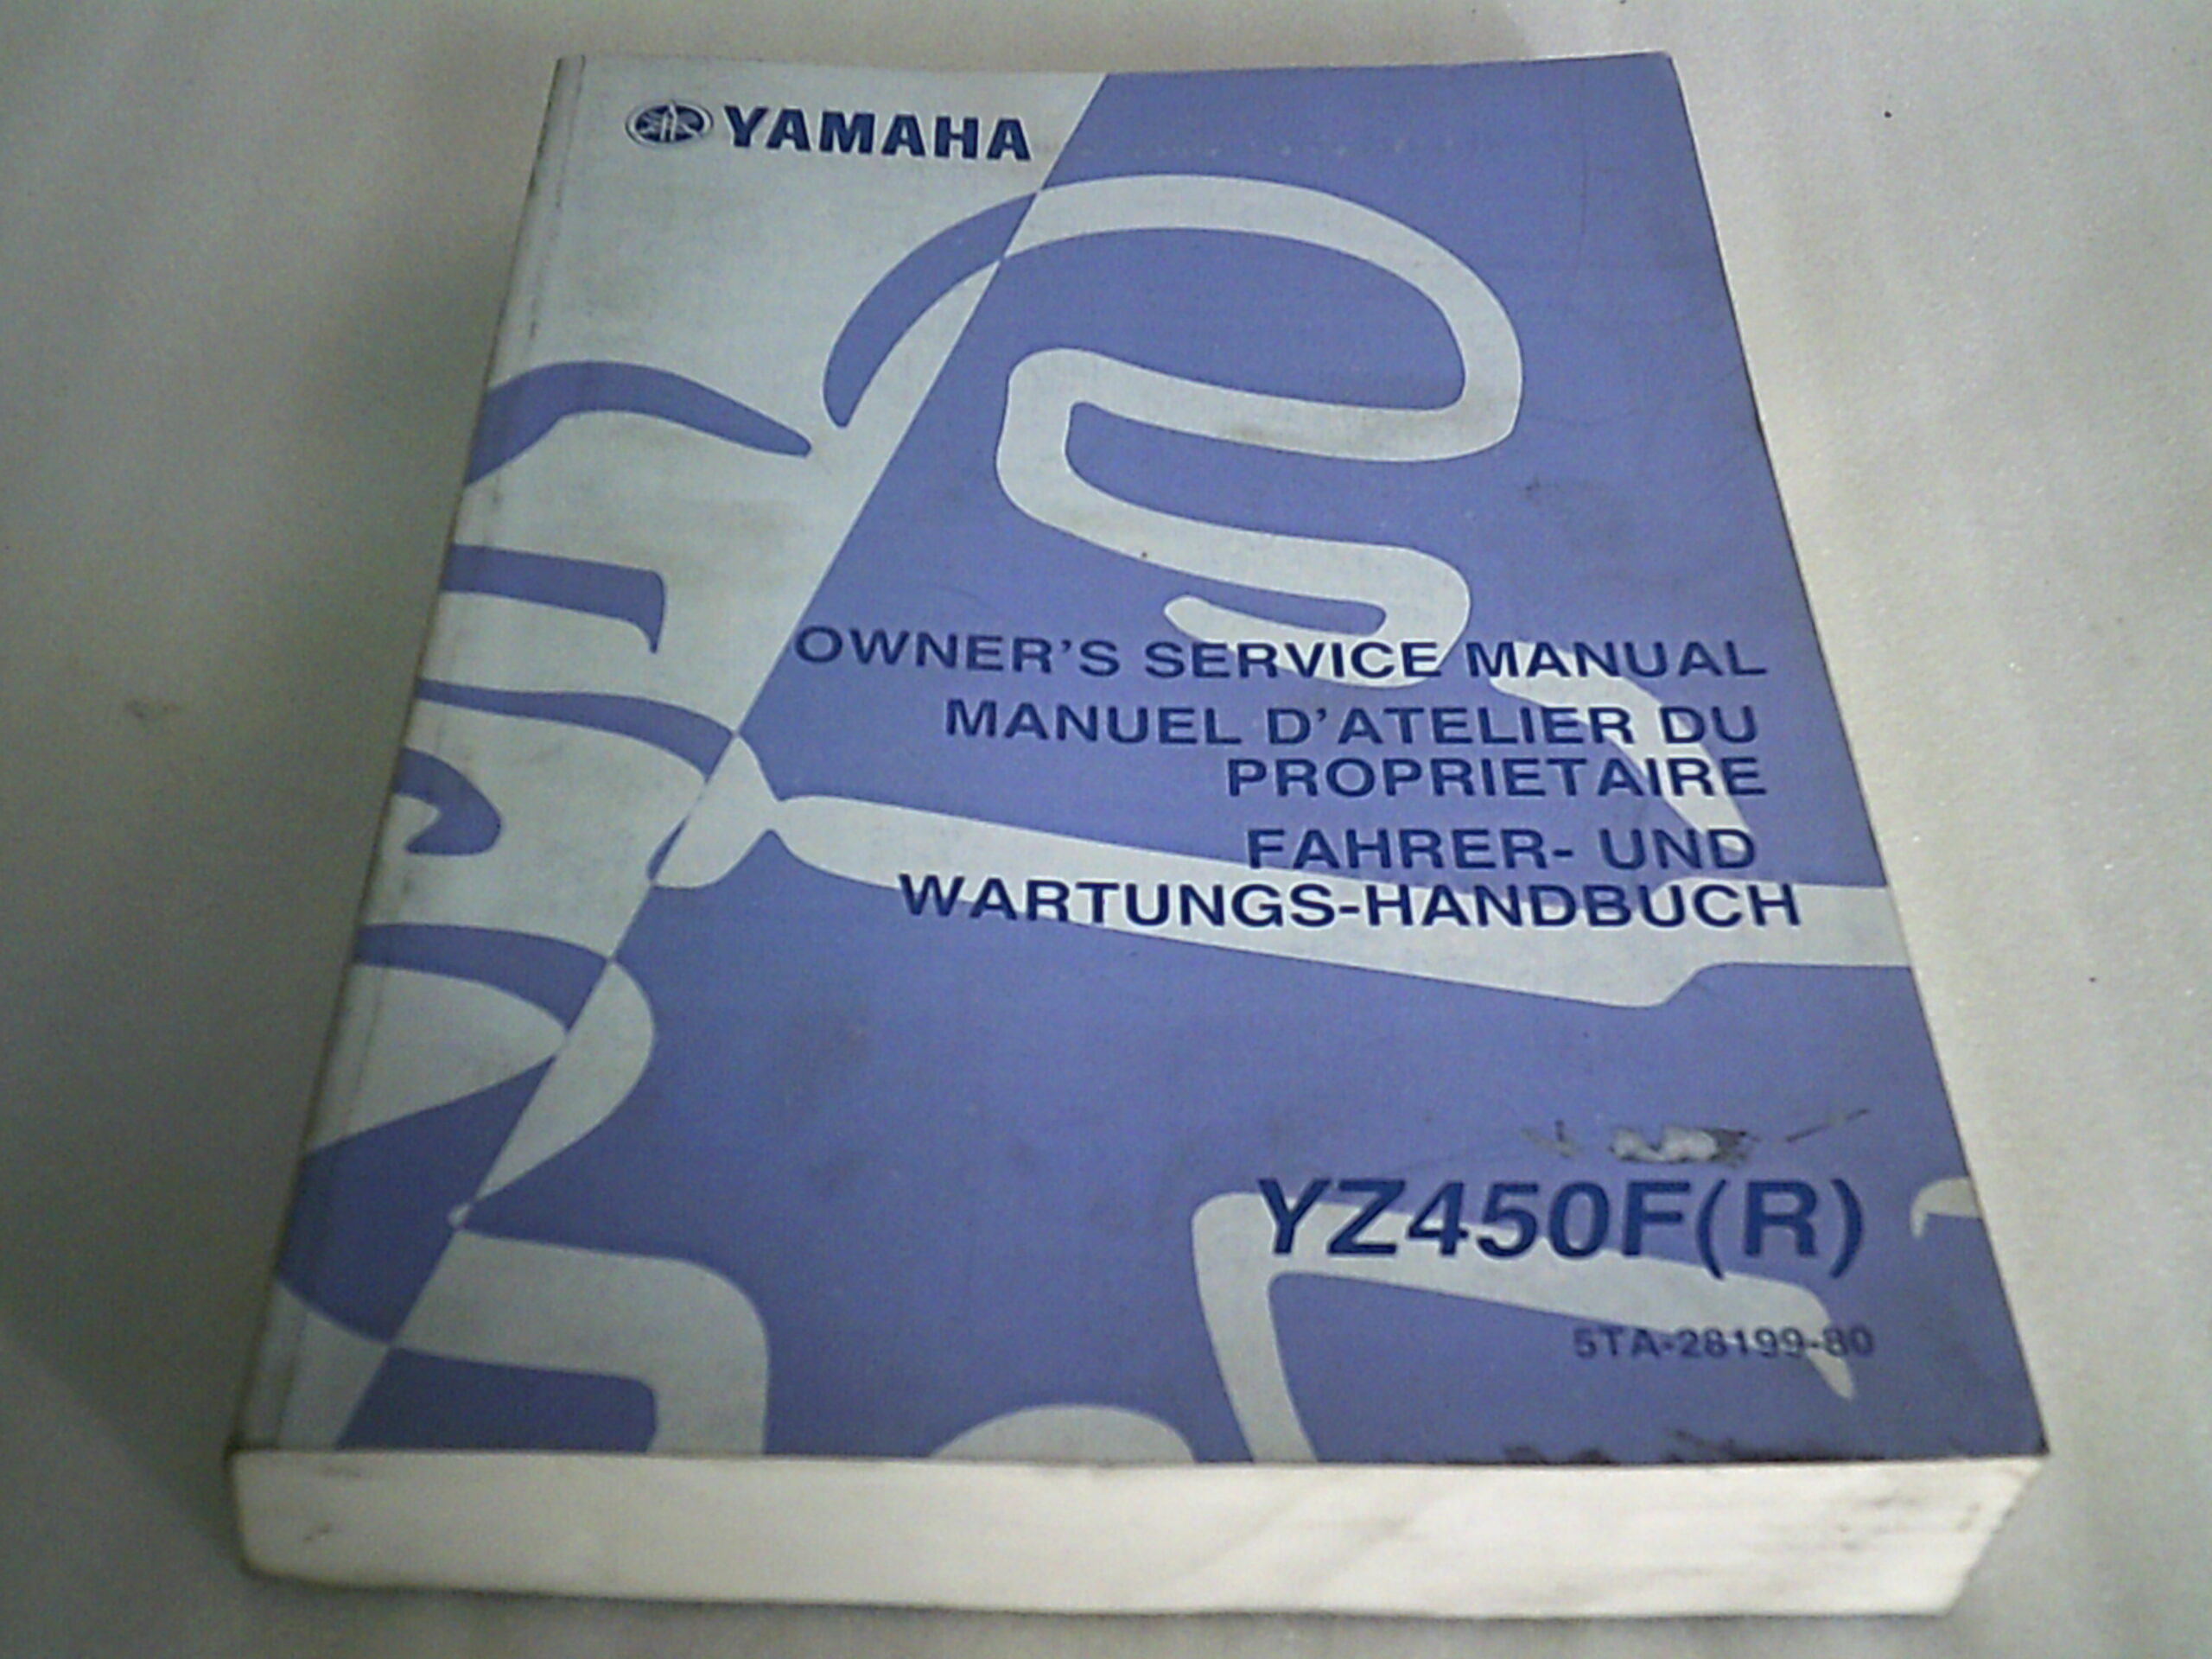 YAMAHA
OWNER'S SERVICE MANUAL
MANUEL D'ATELIER DU
PROPRIETAIRE
FAHRER- UND
WARTUNGS-HANDBUCH
YZ450F(R)
5TA-28199-80